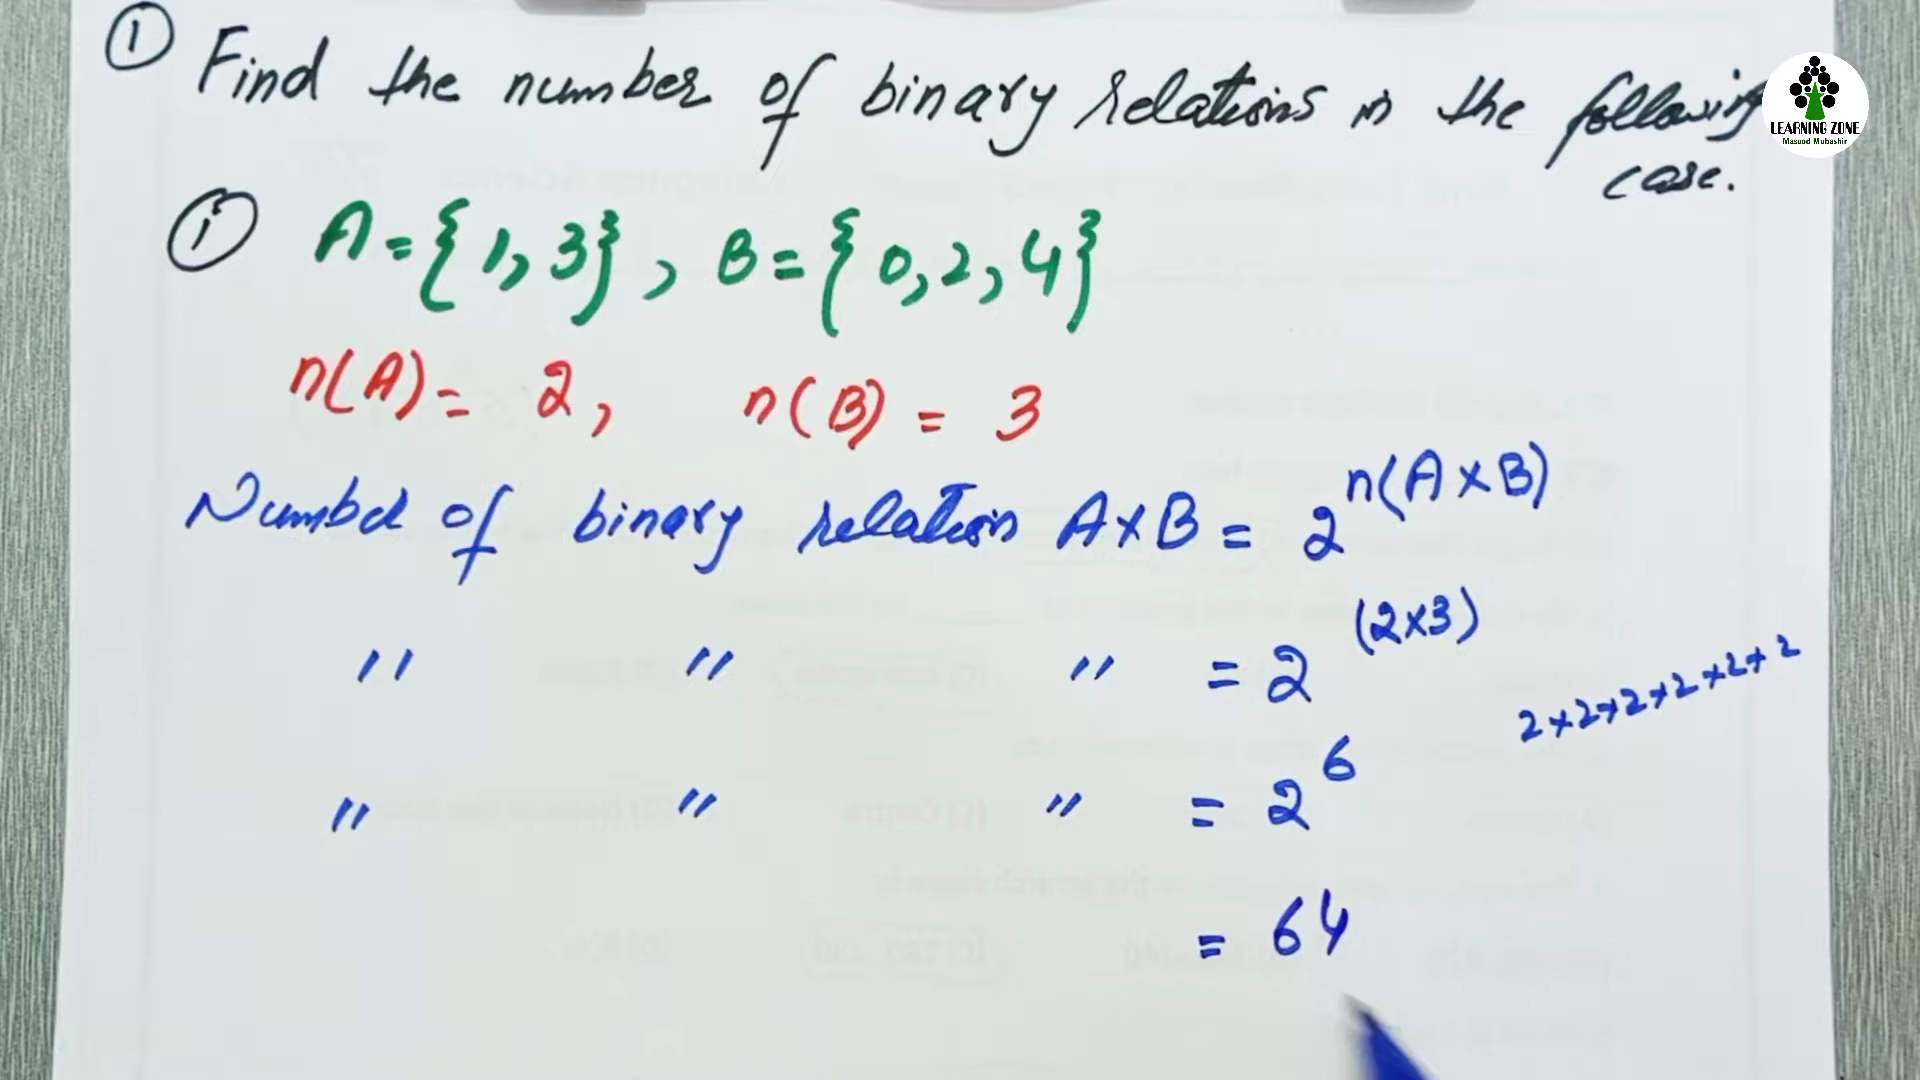 ① Find the number of binary relations in the following
case.
LEARNING ZONE
Masood Mubashir
ⓘ A = {1, 3}, B = {0, 2, 4}
n(A) = 2, n(B) = 3
Number of binary relation A×B = 2^n(A×B)
" " " = 2^(2×3)
2×2×2×2×2×2
" " " = 2^6
= 64